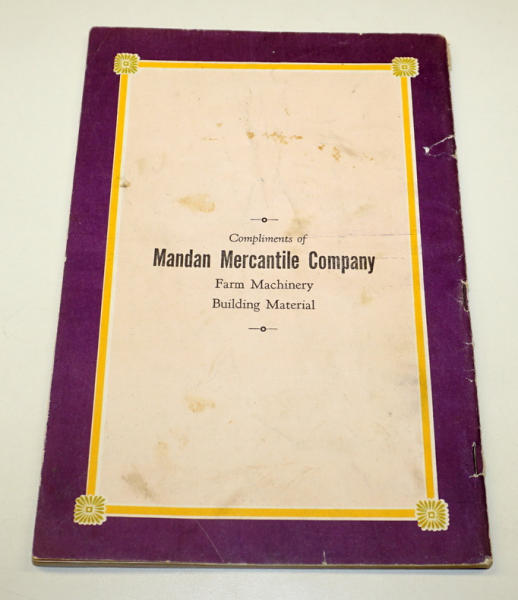 Compliments of
Mandan Mercantile Company
Farm Machinery
Building Material